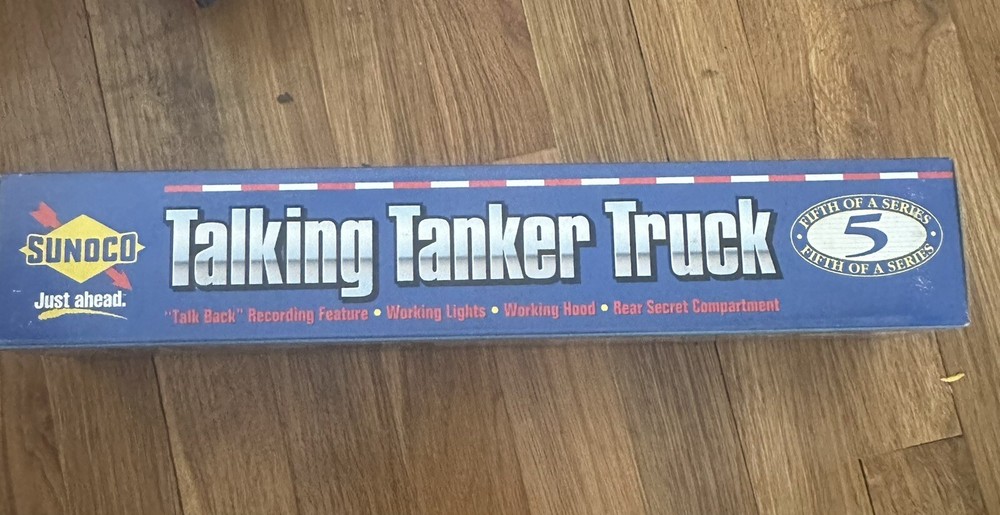 SUNOCO
Just ahead.
Talking Tanker Truck
"Talk Back" Recording Feature • Working Lights • Working Hood • Rear Secret Compartment
FIFTH OF A SERIES
5
FIFTH OF A SERIES